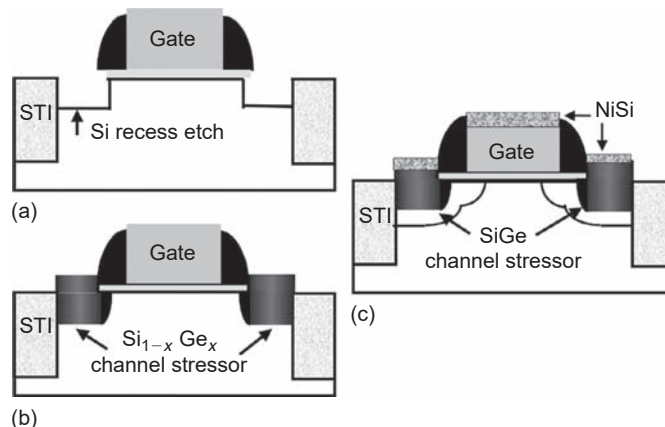 Gate
STI
Si recess etch
(a)
Gate
STI
Si1−x Gex
channel stressor
(b)
NiSi
Gate
STI
SiGe
channel stressor
(c)